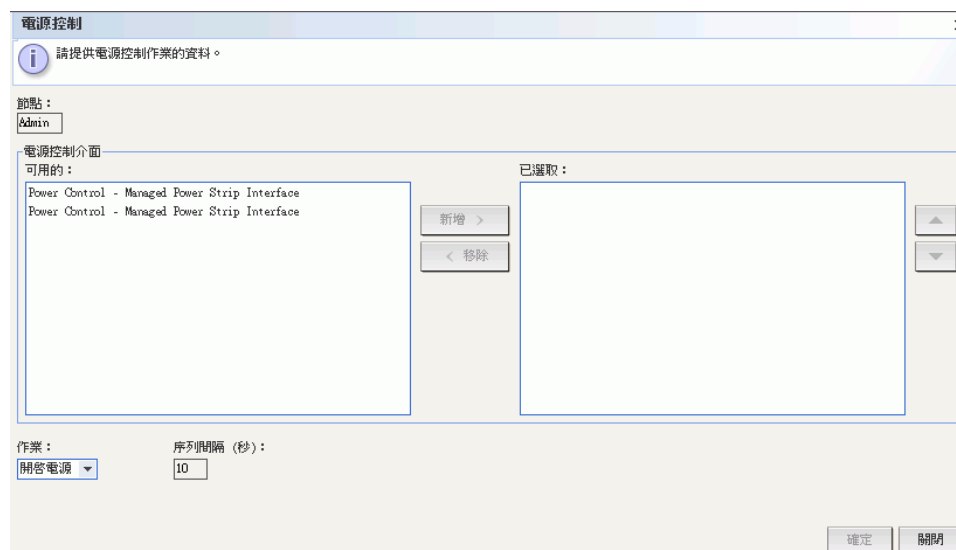 電源控制
請提供電源控制作業的資料。
節點：
Admin
電源控制介面
可用的：
已選取：
Power Control - Managed Power Strip Interface
Power Control - Managed Power Strip Interface
新增 >
< 移除
作業：
序列間隔 (秒)：
開啓電源
10
確定
關閉